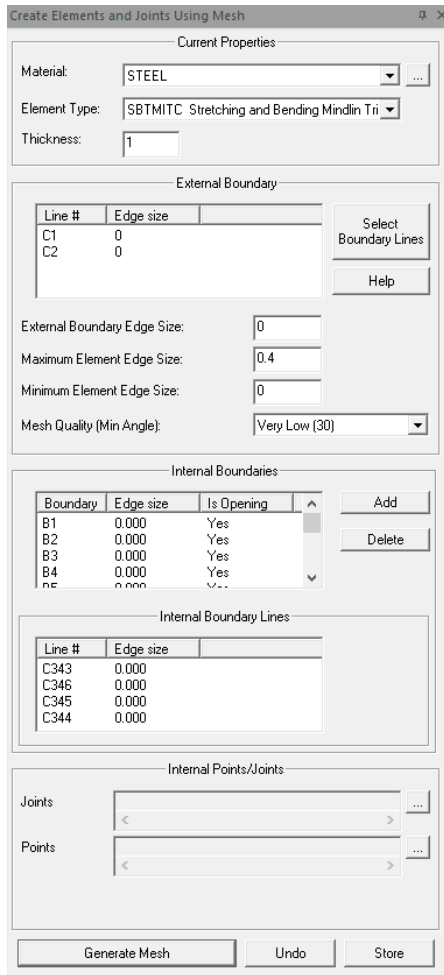 Create Elements and Joints Using Mesh
Current Properties
Material: STEEL ...
Element Type: SBTMITC Stretching and Bending Mindlin Tri
Thickness: 1
External Boundary
Line # Edge size
C1 0
C2 0
Select Boundary Lines
Help
External Boundary Edge Size: 0
Maximum Element Edge Size: 0.4
Minimum Element Edge Size: 0
Mesh Quality (Min Angle): Very Low (30)
Internal Boundaries
Boundary Edge size Is Opening
B1 0.000 Yes
B2 0.000 Yes
B3 0.000 Yes
B4 0.000 Yes
B5 0.000 Yes
Add
Delete
Internal Boundary Lines
Line # Edge size
C343 0.000
C346 0.000
C345 0.000
C344 0.000
Internal Points/Joints
Joints ...
Points ...
Generate Mesh Undo Store